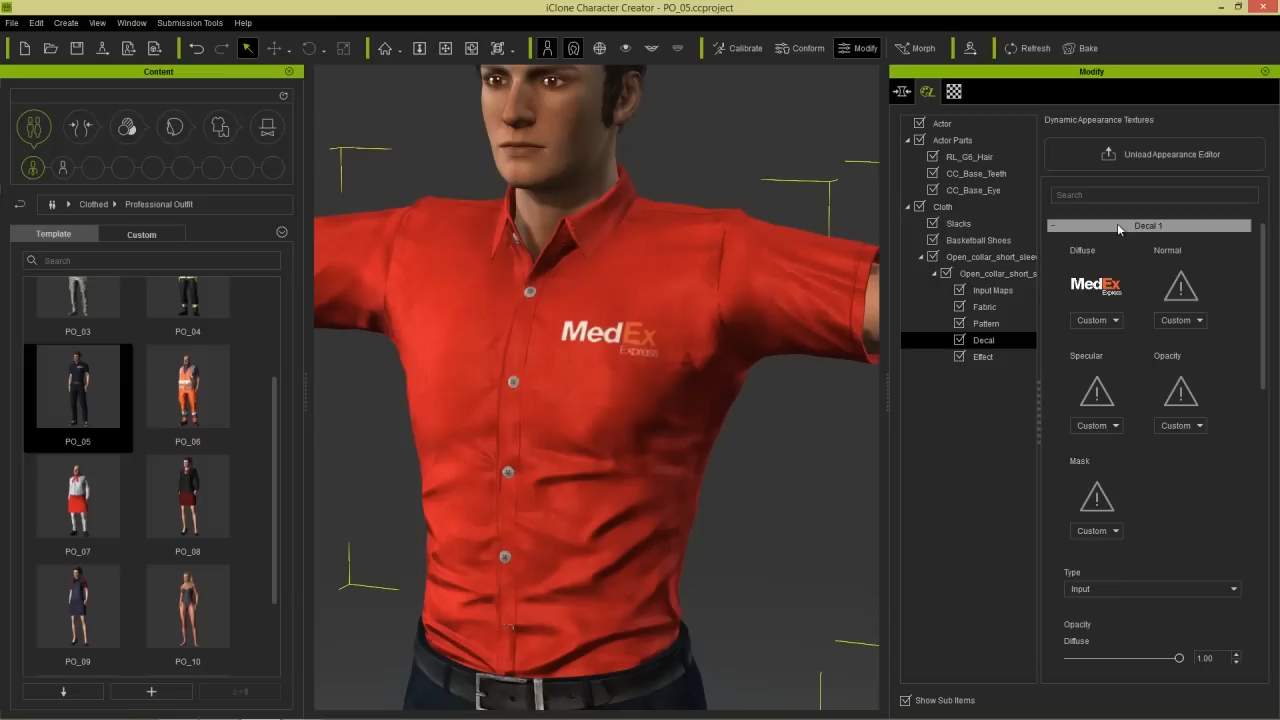 iClone Character Creator - PO_05.ccproject
File Edit Create View Window Submission Tools Help
Calibrate Conform Modify Morph Refresh Bake
Content
Clothed Professional Outfit
Template Custom
Search
PO_03 PO_04
PO_05 PO_06
PO_07 PO_08
PO_09 PO_10
MedEx
Express
Modify
Actor
Actor Parts
RL_G6_Hair
CC_Base_Teeth
CC_Base_Eye
Cloth
Slacks
Basketball Shoes
Open_collar_short_sleev
Open_collar_short_s
Input Maps
Fabric
Pattern
Decal
Effect
Show Sub Items
Dynamic Appearance Textures
Unload Appearance Editor
Search
Decal 1
Diffuse Normal
MedEx
Express
Custom Custom
Specular Opacity
Custom Custom
Mask
Custom
Type
Input
Opacity
Diffuse
1.00